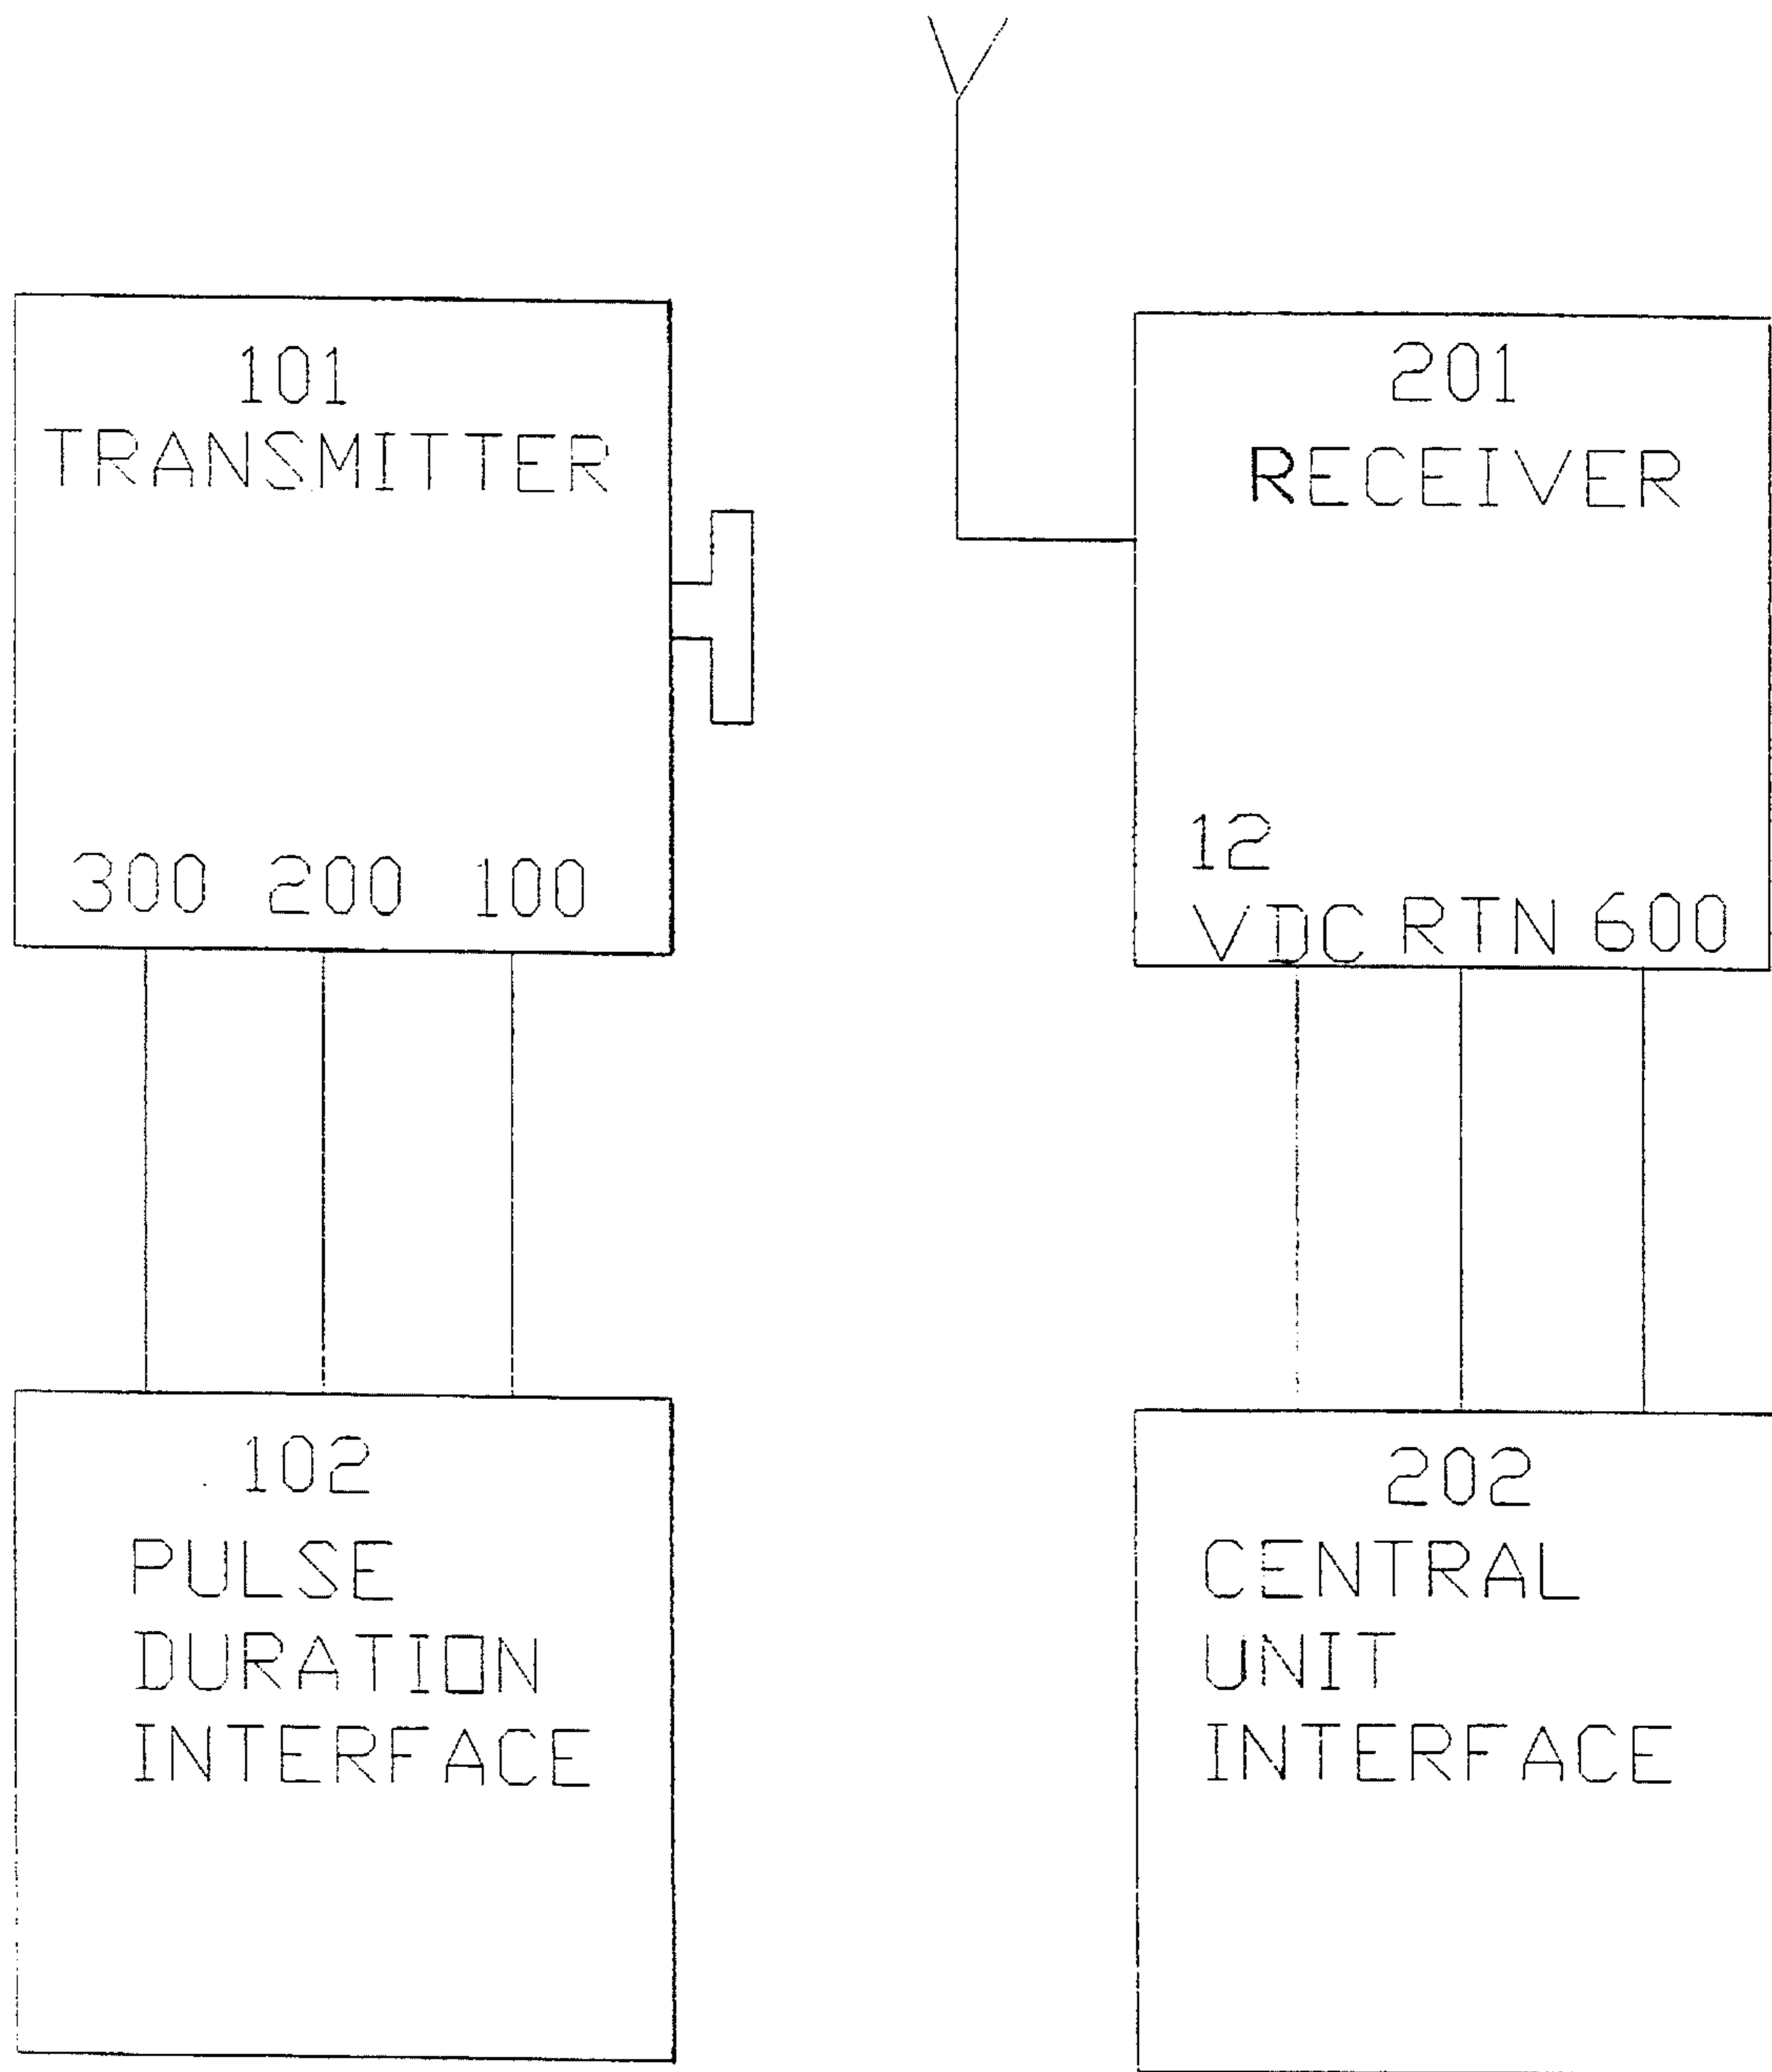 101
TRANSMITTER
300 200 100
102
PULSE
DURATION
INTERFACE
201
RECEIVER
12
VDC RTN 600
202
CENTRAL
UNIT
INTERFACE